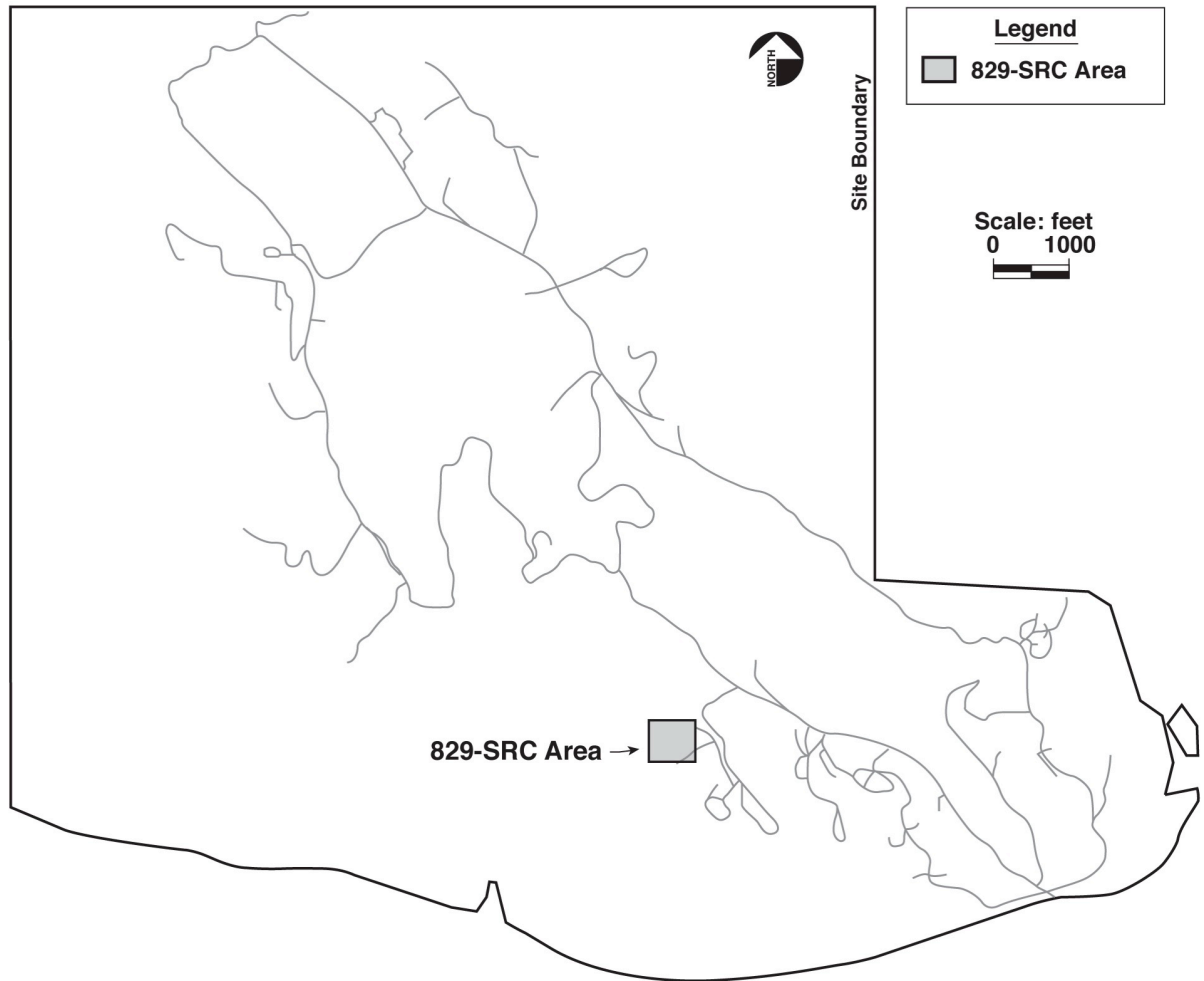 Legend
829-SRC Area
NORTH
Site Boundary
Scale: feet
0 1000
829-SRC Area